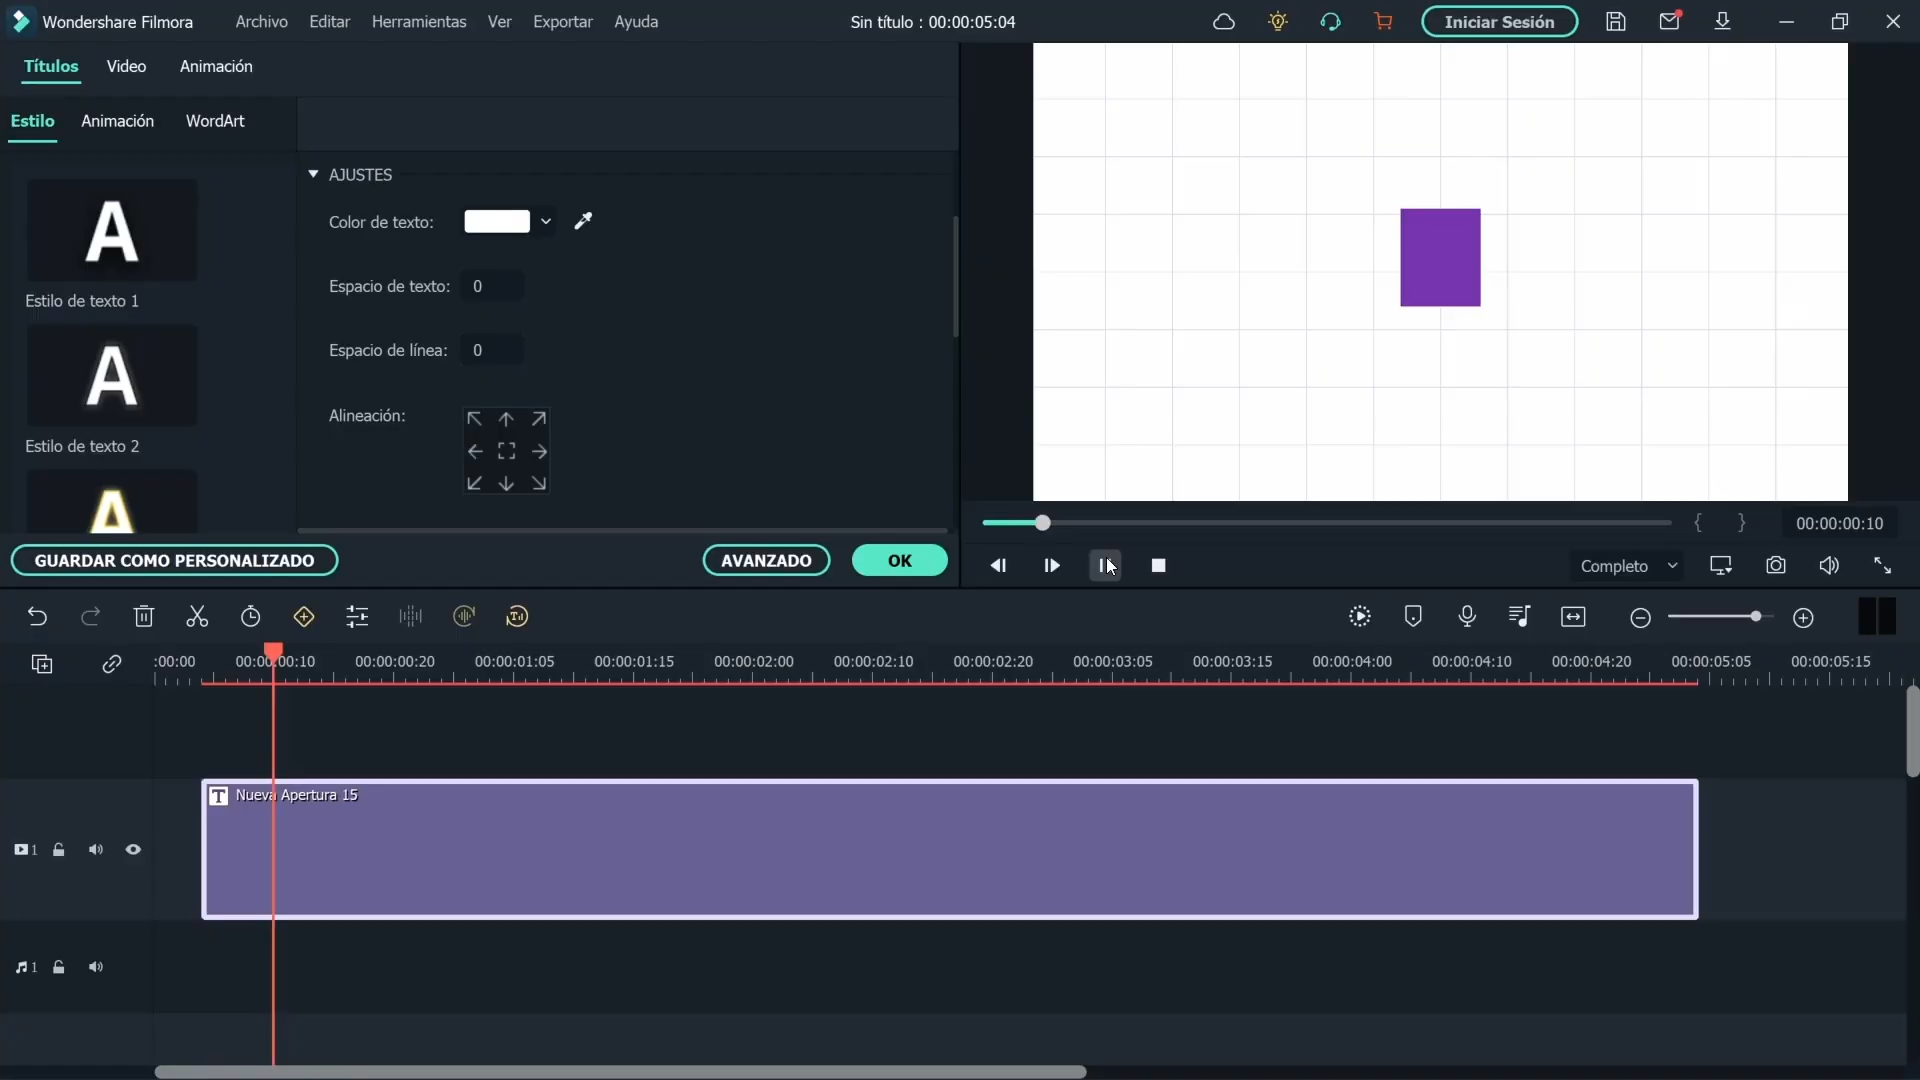 Wondershare Filmora
Archivo
Editar
Herramientas
Ver
Exportar
Ayuda
Sin título : 00:00:05:04
Iniciar Sesión
Títulos
Video
Animación
Estilo
Animación
WordArt
A
Estilo de texto 1
A
Estilo de texto 2
A
AJUSTES
Color de texto:
Espacio de texto: 0
Espacio de línea: 0
Alineación:
GUARDAR COMO PERSONALIZADO
AVANZADO
OK
{ }
00:00:00:10
Completo
:00:00
00:00:00:10
00:00:00:20
00:00:01:05
00:00:01:15
00:00:02:00
00:00:02:10
00:00:02:20
00:00:03:05
00:00:03:15
00:00:04:00
00:00:04:10
00:00:04:20
00:00:05:05
00:00:05:15
T Nueva Apertura 15
1
1